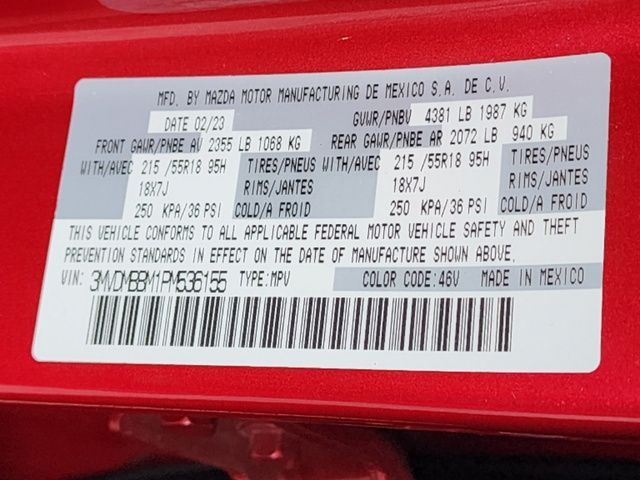 MFD. BY MAZDA MOTOR MANUFACTURING DE MEXICO S.A. DE C.V.
DATE 02/23 GVWR/PNBV 4381 LB 1987 KG
FRONT GAWR/PNBE AV 2355 LB 1068 KG REAR GAWR/PNBE AR 2072 LB 940 KG
WITH/AVEC 215 /55R18 95H TIRES/PNEUS WITH/AVEC 215 /55R18 95H TIRES/PNEUS
18X7J RIMS/JANTES 18X7J RIMS/JANTES
250 KPA/36 PSI COLD/A FROID 250 KPA/36 PSI COLD/A FROID
THIS VEHICLE CONFORMS TO ALL APPLICABLE FEDERAL MOTOR VEHICLE SAFETY AND THEFT
PREVENTION STANDARDS IN EFFECT ON THE DATE OF MANUFACTURE SHOWN ABOVE.
VIN: 3MVDMBBM1PM536155 TYPE:MPV COLOR CODE:46V MADE IN MEXICO